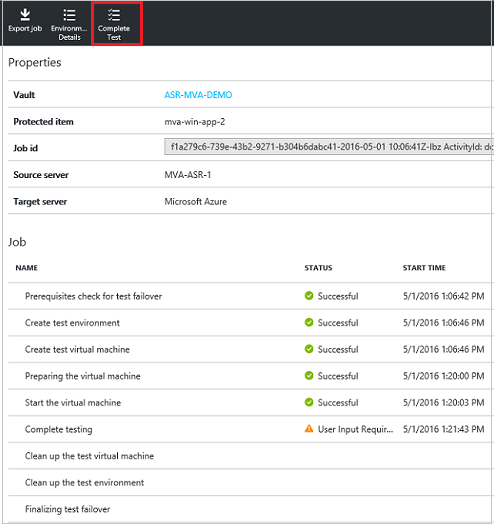 Export job Environm... Complete
Details Test
Properties
Vault ASR-MVA-DEMO
Protected item mva-win-app-2
Job id f1a279c6-739e-43b2-9271-b304b6dabc41-2016-05-01 10:06:41Z-Ibz ActivityId:
Source server MVA-ASR-1
Target server Microsoft Azure
Job
NAME STATUS START TIME
Prerequisites check for test failover Successful 5/1/2016 1:06:42 PM
Create test environment Successful 5/1/2016 1:06:46 PM
Create test virtual machine Successful 5/1/2016 1:06:46 PM
Preparing the virtual machine Successful 5/1/2016 1:20:00 PM
Start the virtual machine Successful 5/1/2016 1:20:03 PM
Complete testing User Input Requir... 5/1/2016 1:21:43 PM
Clean up the test virtual machine
Clean up the test environment
Finalizing test failover